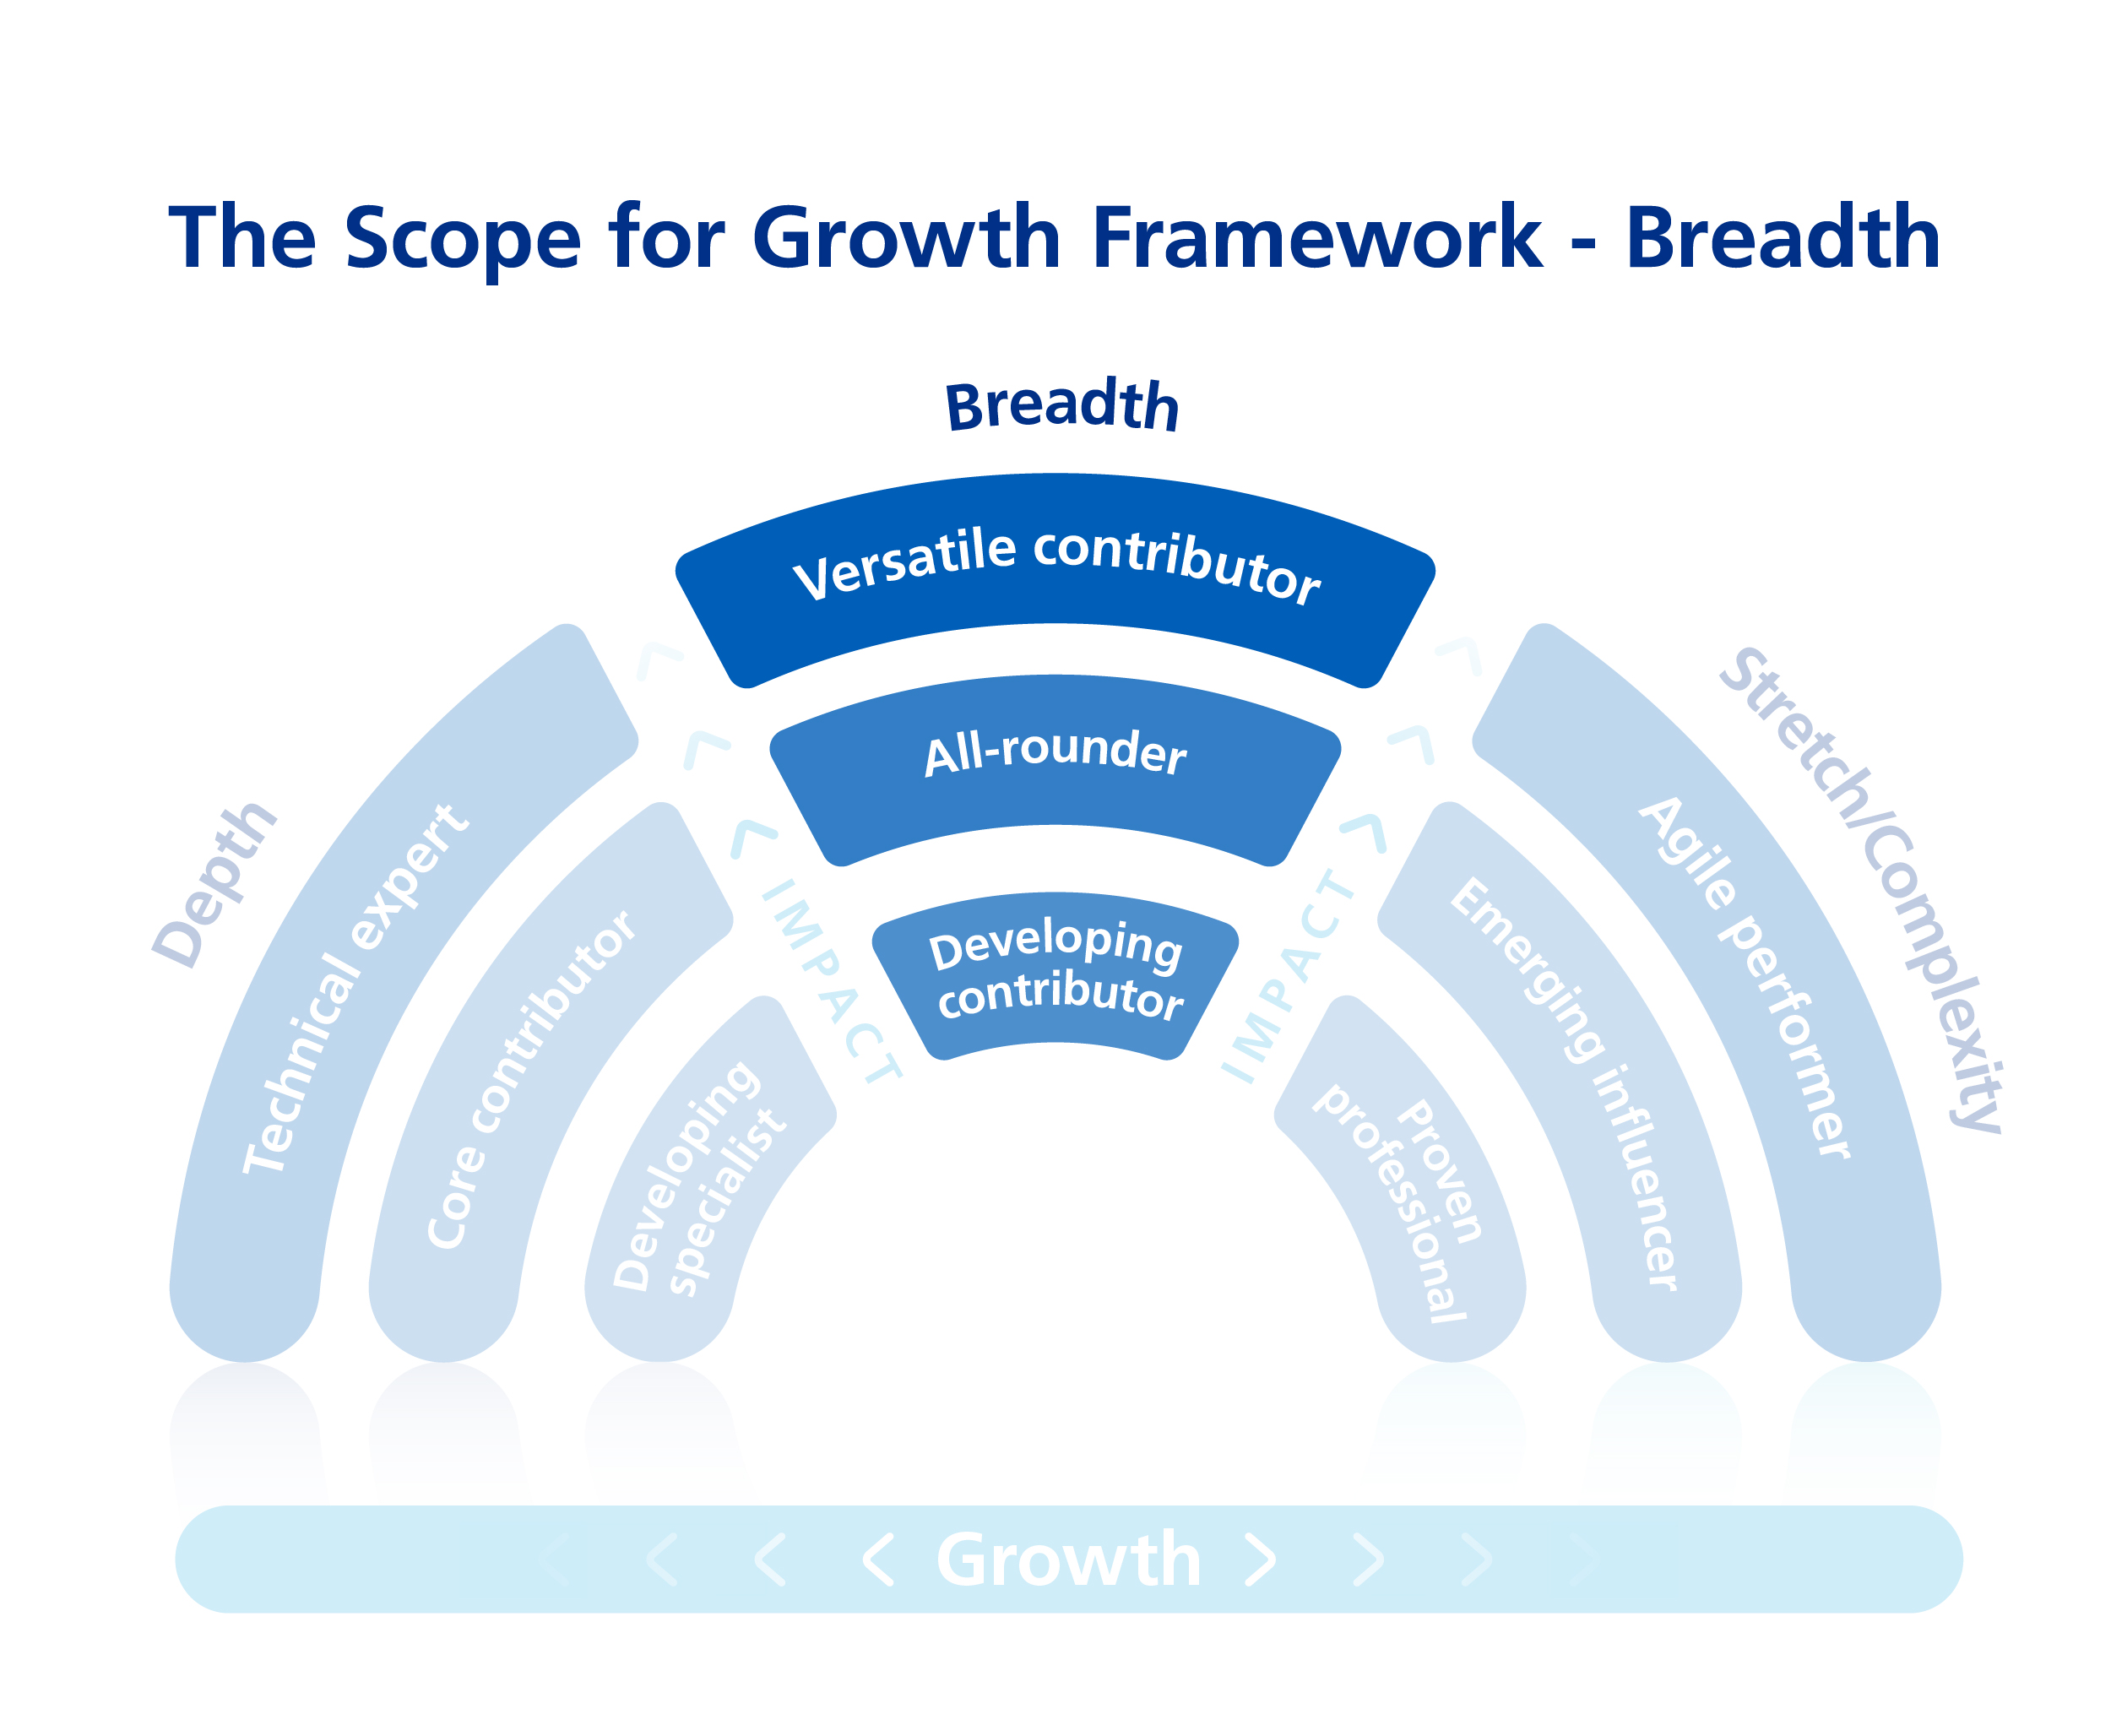 The Scope for Growth Framework - Breadth
Breadth
Versatile contributor
All-rounder
Developing
contributor
Depth
Technical expert
Core contributor
Developing
specialist
IMPACT
IMPACT
Stretch/Complexity
Agile performer
Emerging influencer
Proven
professional
Growth